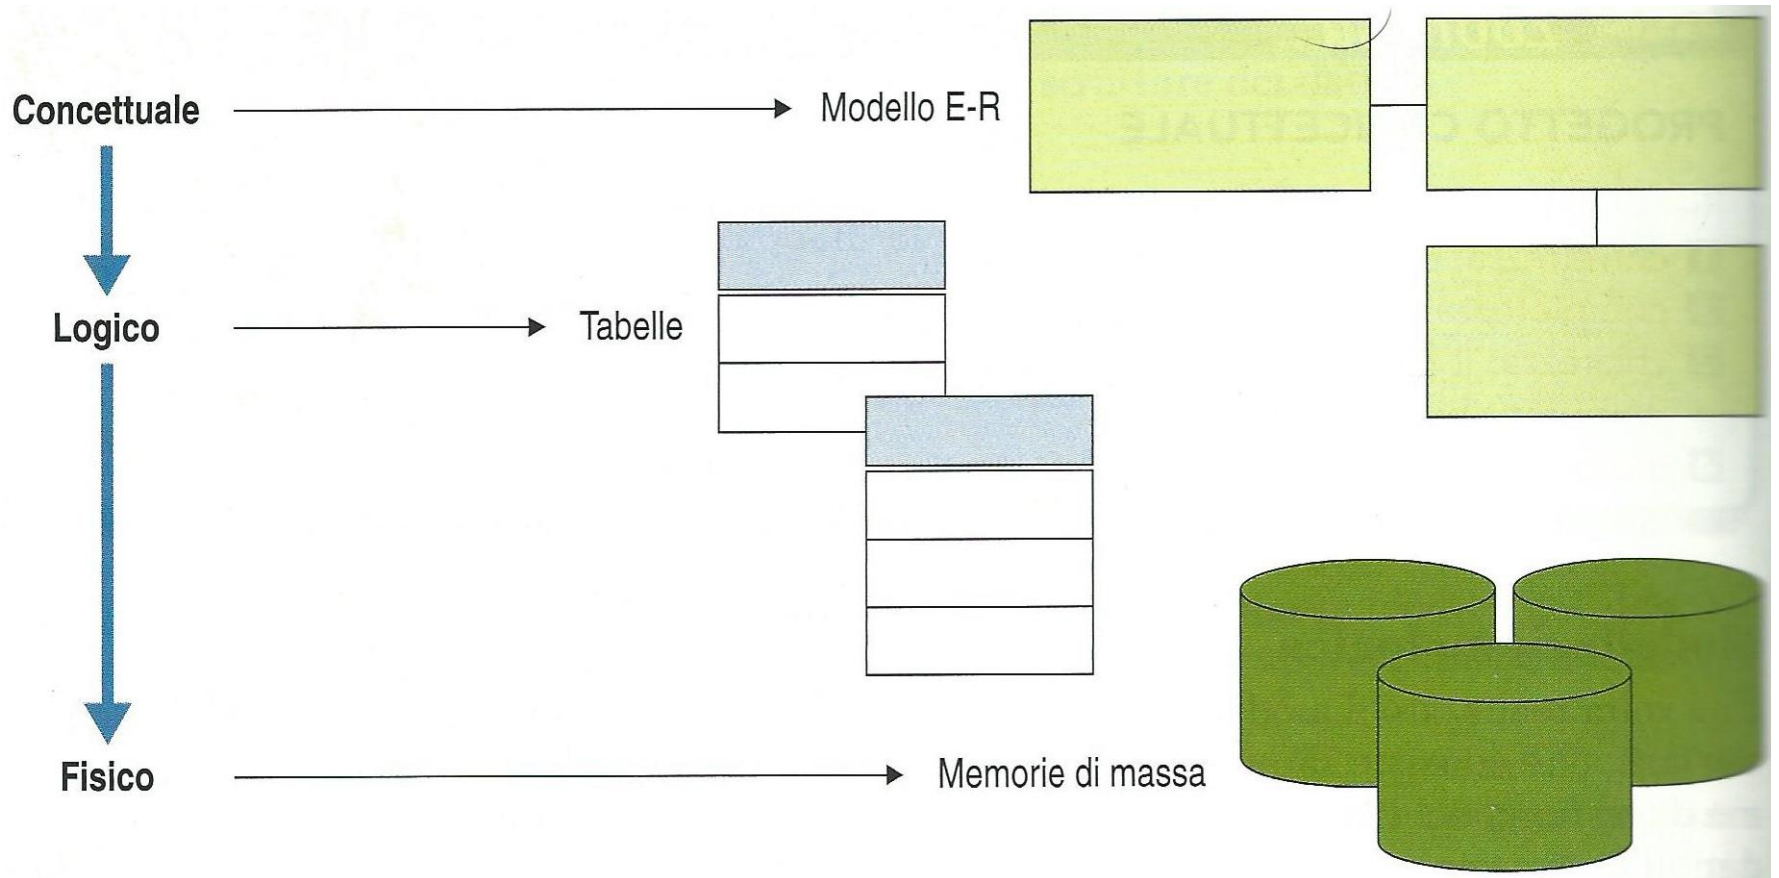 Concettuale
Modello E-R
Logico
Tabelle
Fisico
Memorie di massa